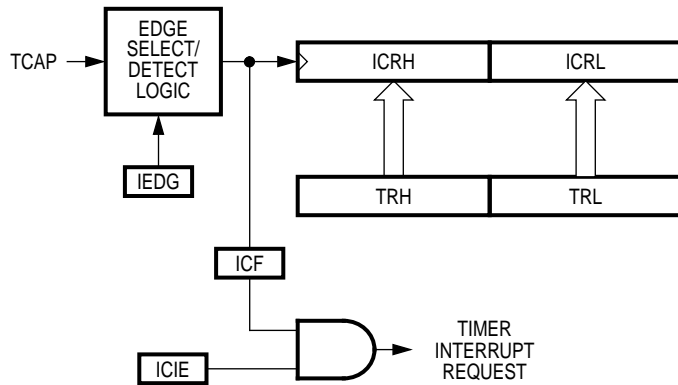 EDGE
SELECT/
DETECT
LOGIC
TCAP
ICRH
ICRL
IEDG
TRH
TRL
ICF
ICIE
TIMER
INTERRUPT
REQUEST